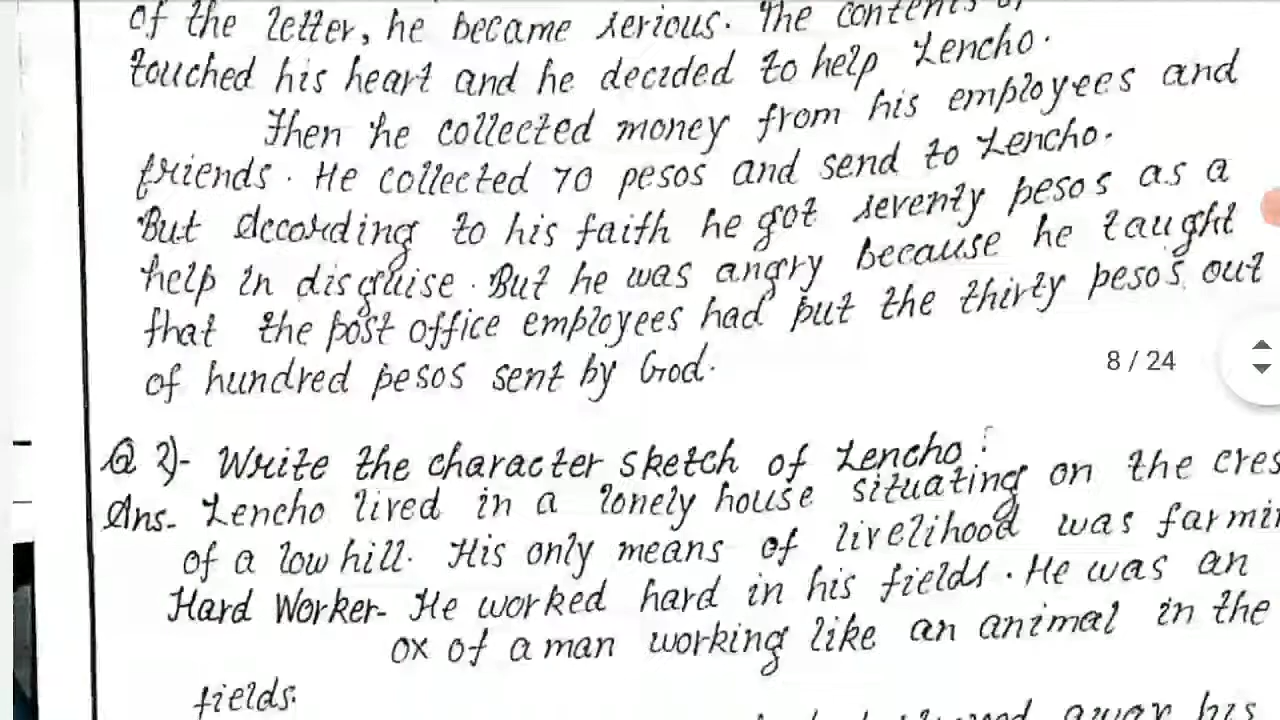 of the letter, he became serious. The contents of
touched his heart and he decided to help Lencho.
Then he collected money from his employees and
friends. He collected 70 pesos and send to Lencho.
But according to his faith he got seventy pesos as a
help in disguise. But he was angry because he taught
that the post office employees had put the thirty pesos out
of hundred pesos sent by God.
8 / 24
Q 2)- Write the character sketch of Lencho?
Ans- Lencho lived in a lonely house situating on the cres
of a low hill. His only means of livelihood was farmin
Hard Worker- He worked hard in his fields. He was an
ox of a man working like an animal in the
fields.
away his